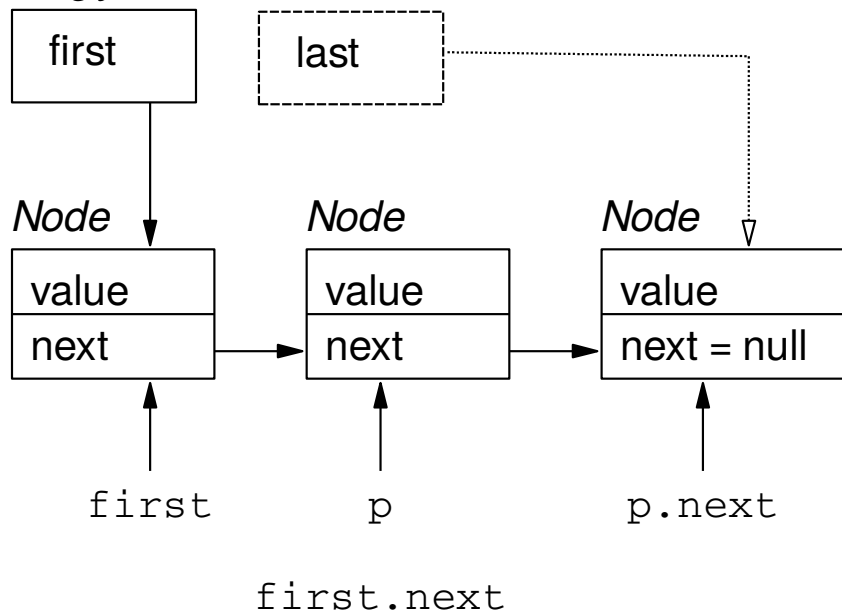 first last
Node Node Node
value value value
next next next = null
first p p.next
first.next